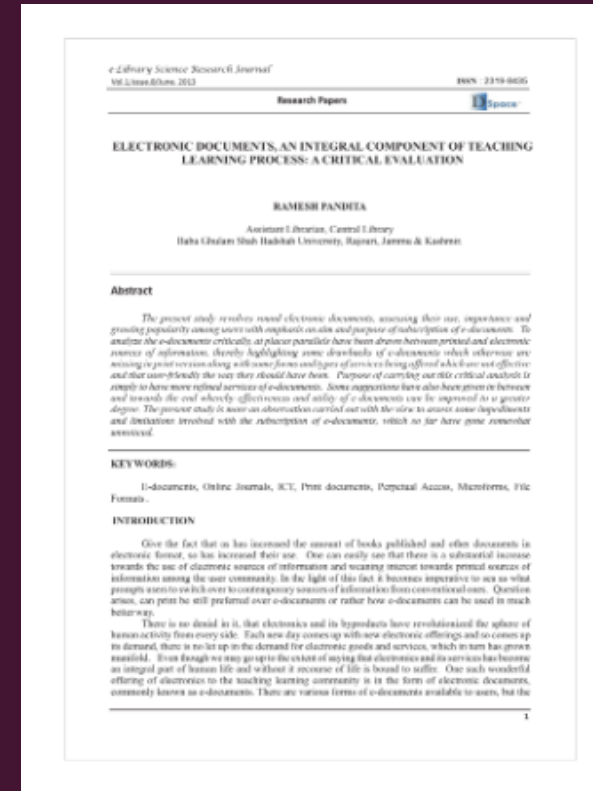 e-Library Science Research Journal
Vol.1/Issue.8/June. 2013
ISSN : 2319-8435
Research Papers
DSpace
ELECTRONIC DOCUMENTS, AN INTEGRAL COMPONENT OF TEACHING
LEARNING PROCESS: A CRITICAL EVALUATION
RAMESH PANDITA
Assistant Librarian, Central Library
Baba Ghulam Shah Badshah University, Rajouri, Jammu & Kashmir.
Abstract
The present study revolves round electronic documents, assessing their use, importance and
growing popularity among users with emphasis on aim and purpose of subscription of e-documents. To
analyze the e-documents critically, at places parallels have been drawn between printed and electronic
sources of information, thereby highlighting some drawbacks of e-documents which otherwise are
missing in print version along with some forms and types of services being offered which are not effective
and that user-friendly the way they should have been. Purpose of carrying out this critical analysis is
simply to have more refined services of e-documents. Some suggestions have also been given in between
and towards the end whereby effectiveness and utility of e documents can be improved to a greater
degree. The present study is more an observation carried out with the view to assess some impediments
and limitations involved with the subscription of e-documents, which so far have gone somewhat
unnoticed.
KEYWORDS:
E-documents, Online Journals, ICT, Print documents, Perpetual Access, Microforms, File
Formats .
INTRODUCTION
Give the fact that as has increased the amount of books published and other documents in
electronic format, so has increased their use. One can easily see that there is a substantial increase
towards the use of electronic sources of information and weaning interest towards printed sources of
information among the user community. In the light of this fact it becomes imperative to see as what
prompts users to switch over to contemporary sources of information from conventional ones. Question
arises, can print be still preferred over e-documents or rather how e-documents can be used in much
better way.
There is no denial in it, that electronics and its byproducts have revolutionized the sphere of
human activity from every side. Each new day comes up with new electronic offerings and so comes up
its demand, there is no let up in the demand for electronic goods and services, which in turn has grown
manifold. Even though we may go up to the extent of saying that electronics and its services has become
an integral part of human life and without it recourse of life is bound to suffer. One such wonderful
offering of electronics to the teaching learning community is in the form of electronic documents,
commonly known as e-documents. There are various forms of e-documents available to users, but the
1